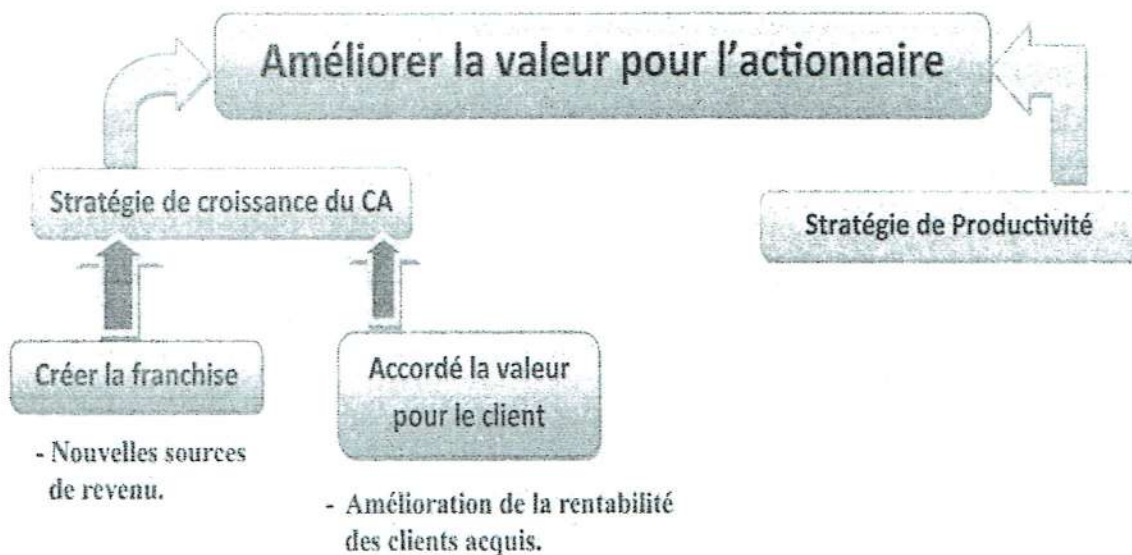 Améliorer la valeur pour l'actionnaire
Stratégie de croissance du CA
Stratégie de Productivité
Créer la franchise
Accordé la valeur
pour le client
- Nouvelles sources
de revenu.
- Amélioration de la rentabilité
des clients acquis.